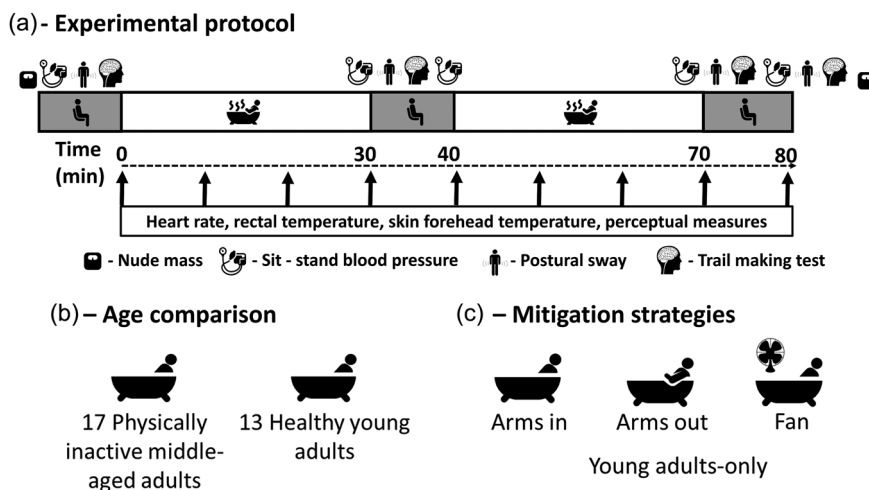 (a) - Experimental protocol
Time
(min)
0 30 40 70 80
Heart rate, rectal temperature, skin forehead temperature, perceptual measures
- Nude mass - Sit - stand blood pressure - Postural sway - Trail making test
(b) – Age comparison
17 Physically
inactive middle-
aged adults
13 Healthy young
adults
(c) – Mitigation strategies
Arms in Arms out Fan
Young adults-only